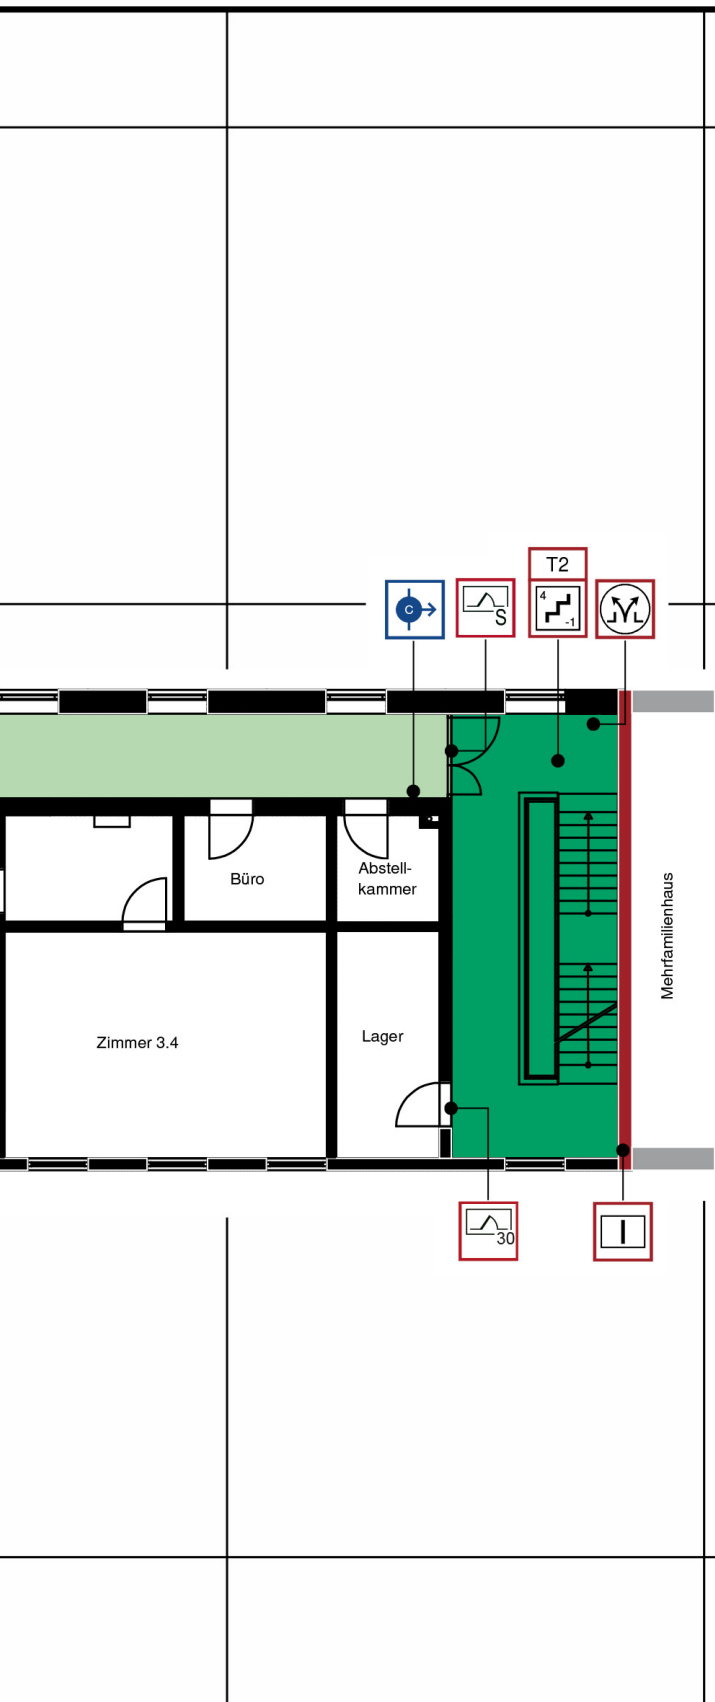 T2
C
S
4
-1
Büro
Abstell-
kammer
Mehrfamilienhaus
Zimmer 3.4
Lager
30